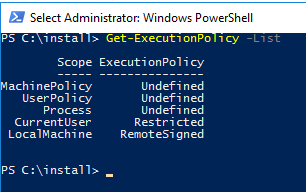 Select Administrator: Windows PowerShell
PS C:\install> Get-ExecutionPolicy -List
Scope ExecutionPolicy
----- ---------------
MachinePolicy Undefined
UserPolicy Undefined
Process Undefined
CurrentUser Restricted
LocalMachine RemoteSigned
PS C:\install>